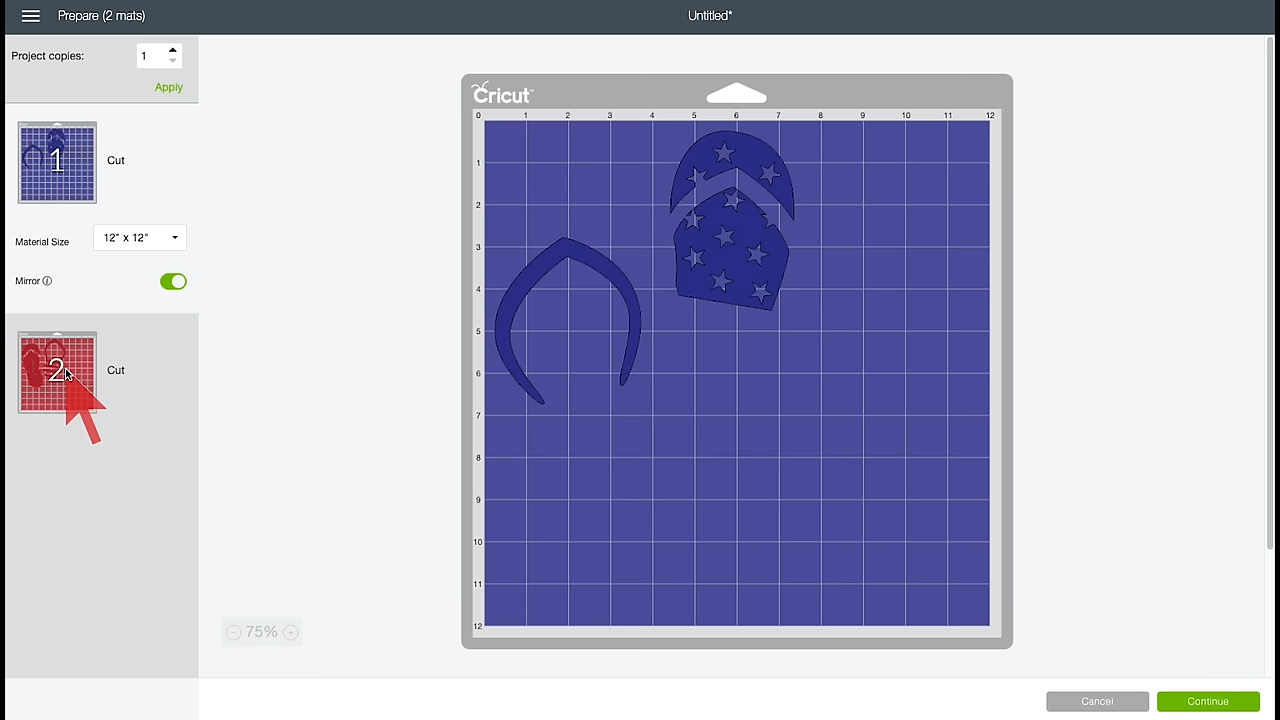 Prepare (2 mats)
Untitled*
Project copies: 1
Apply
1 Cut
Material Size 12" x 12"
Mirror
2 Cut
Cricut
0 1 2 3 4 5 6 7 8 9 10 11 12
1
2
3
4
5
6
7
8
9
10
11
12
75%
Cancel
Continue